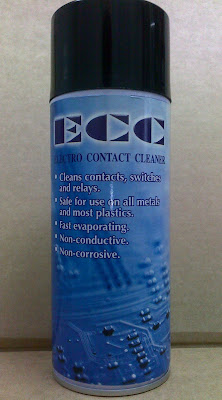 ECC
ELECTRO CONTACT CLEANER
• Cleans contacts, switches
and relays.
• Safe for use on all metals
and most plastics.
• Fast evaporating.
• Non-conductive.
• Non-corrosive.